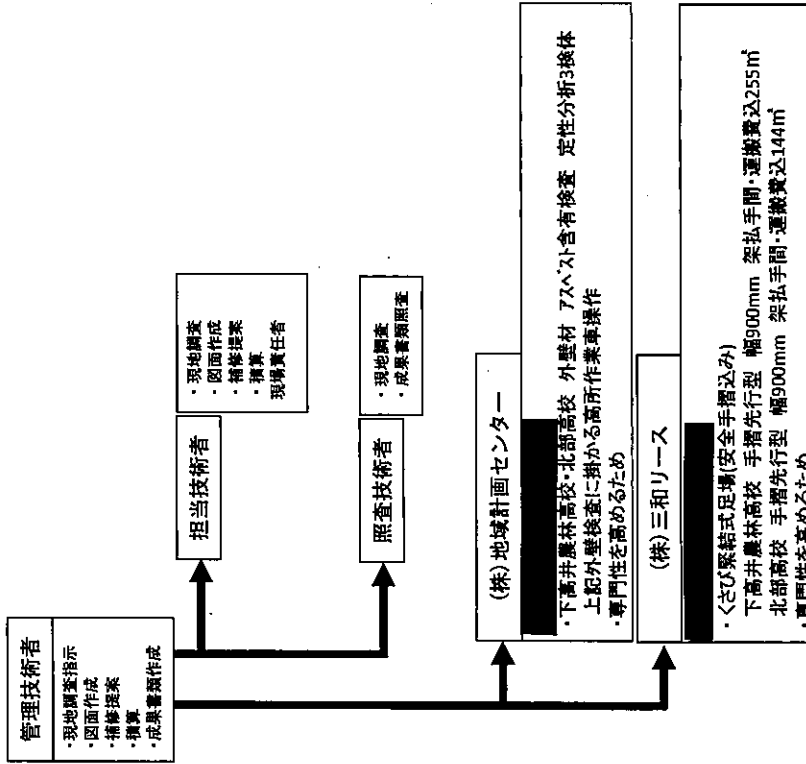 管理技術者
・現地調査指示
・図面作成
・補修提案
・積算
・成果書類作成
担当技術者
・現地調査
・図面作成
・補修提案
・積算
現場責任者
照査技術者
・現地調査
・成果書類照査
(株)地域計画センター
・下高井農林高校・北部高校 外壁材 アスベスト含有検査 定性分析3検体
上記外壁検査に掛かる高所作業車操作
・専門性を高めるため
(株)三和リース
・くさび緊結式足場(安全手摺込み)
下高井農林高校 手摺先行型 幅900mm 架払手間・運搬費込255㎡
北部高校 手摺先行型 幅900mm 架払手間・運搬費込144㎡
・専門性を高めるため